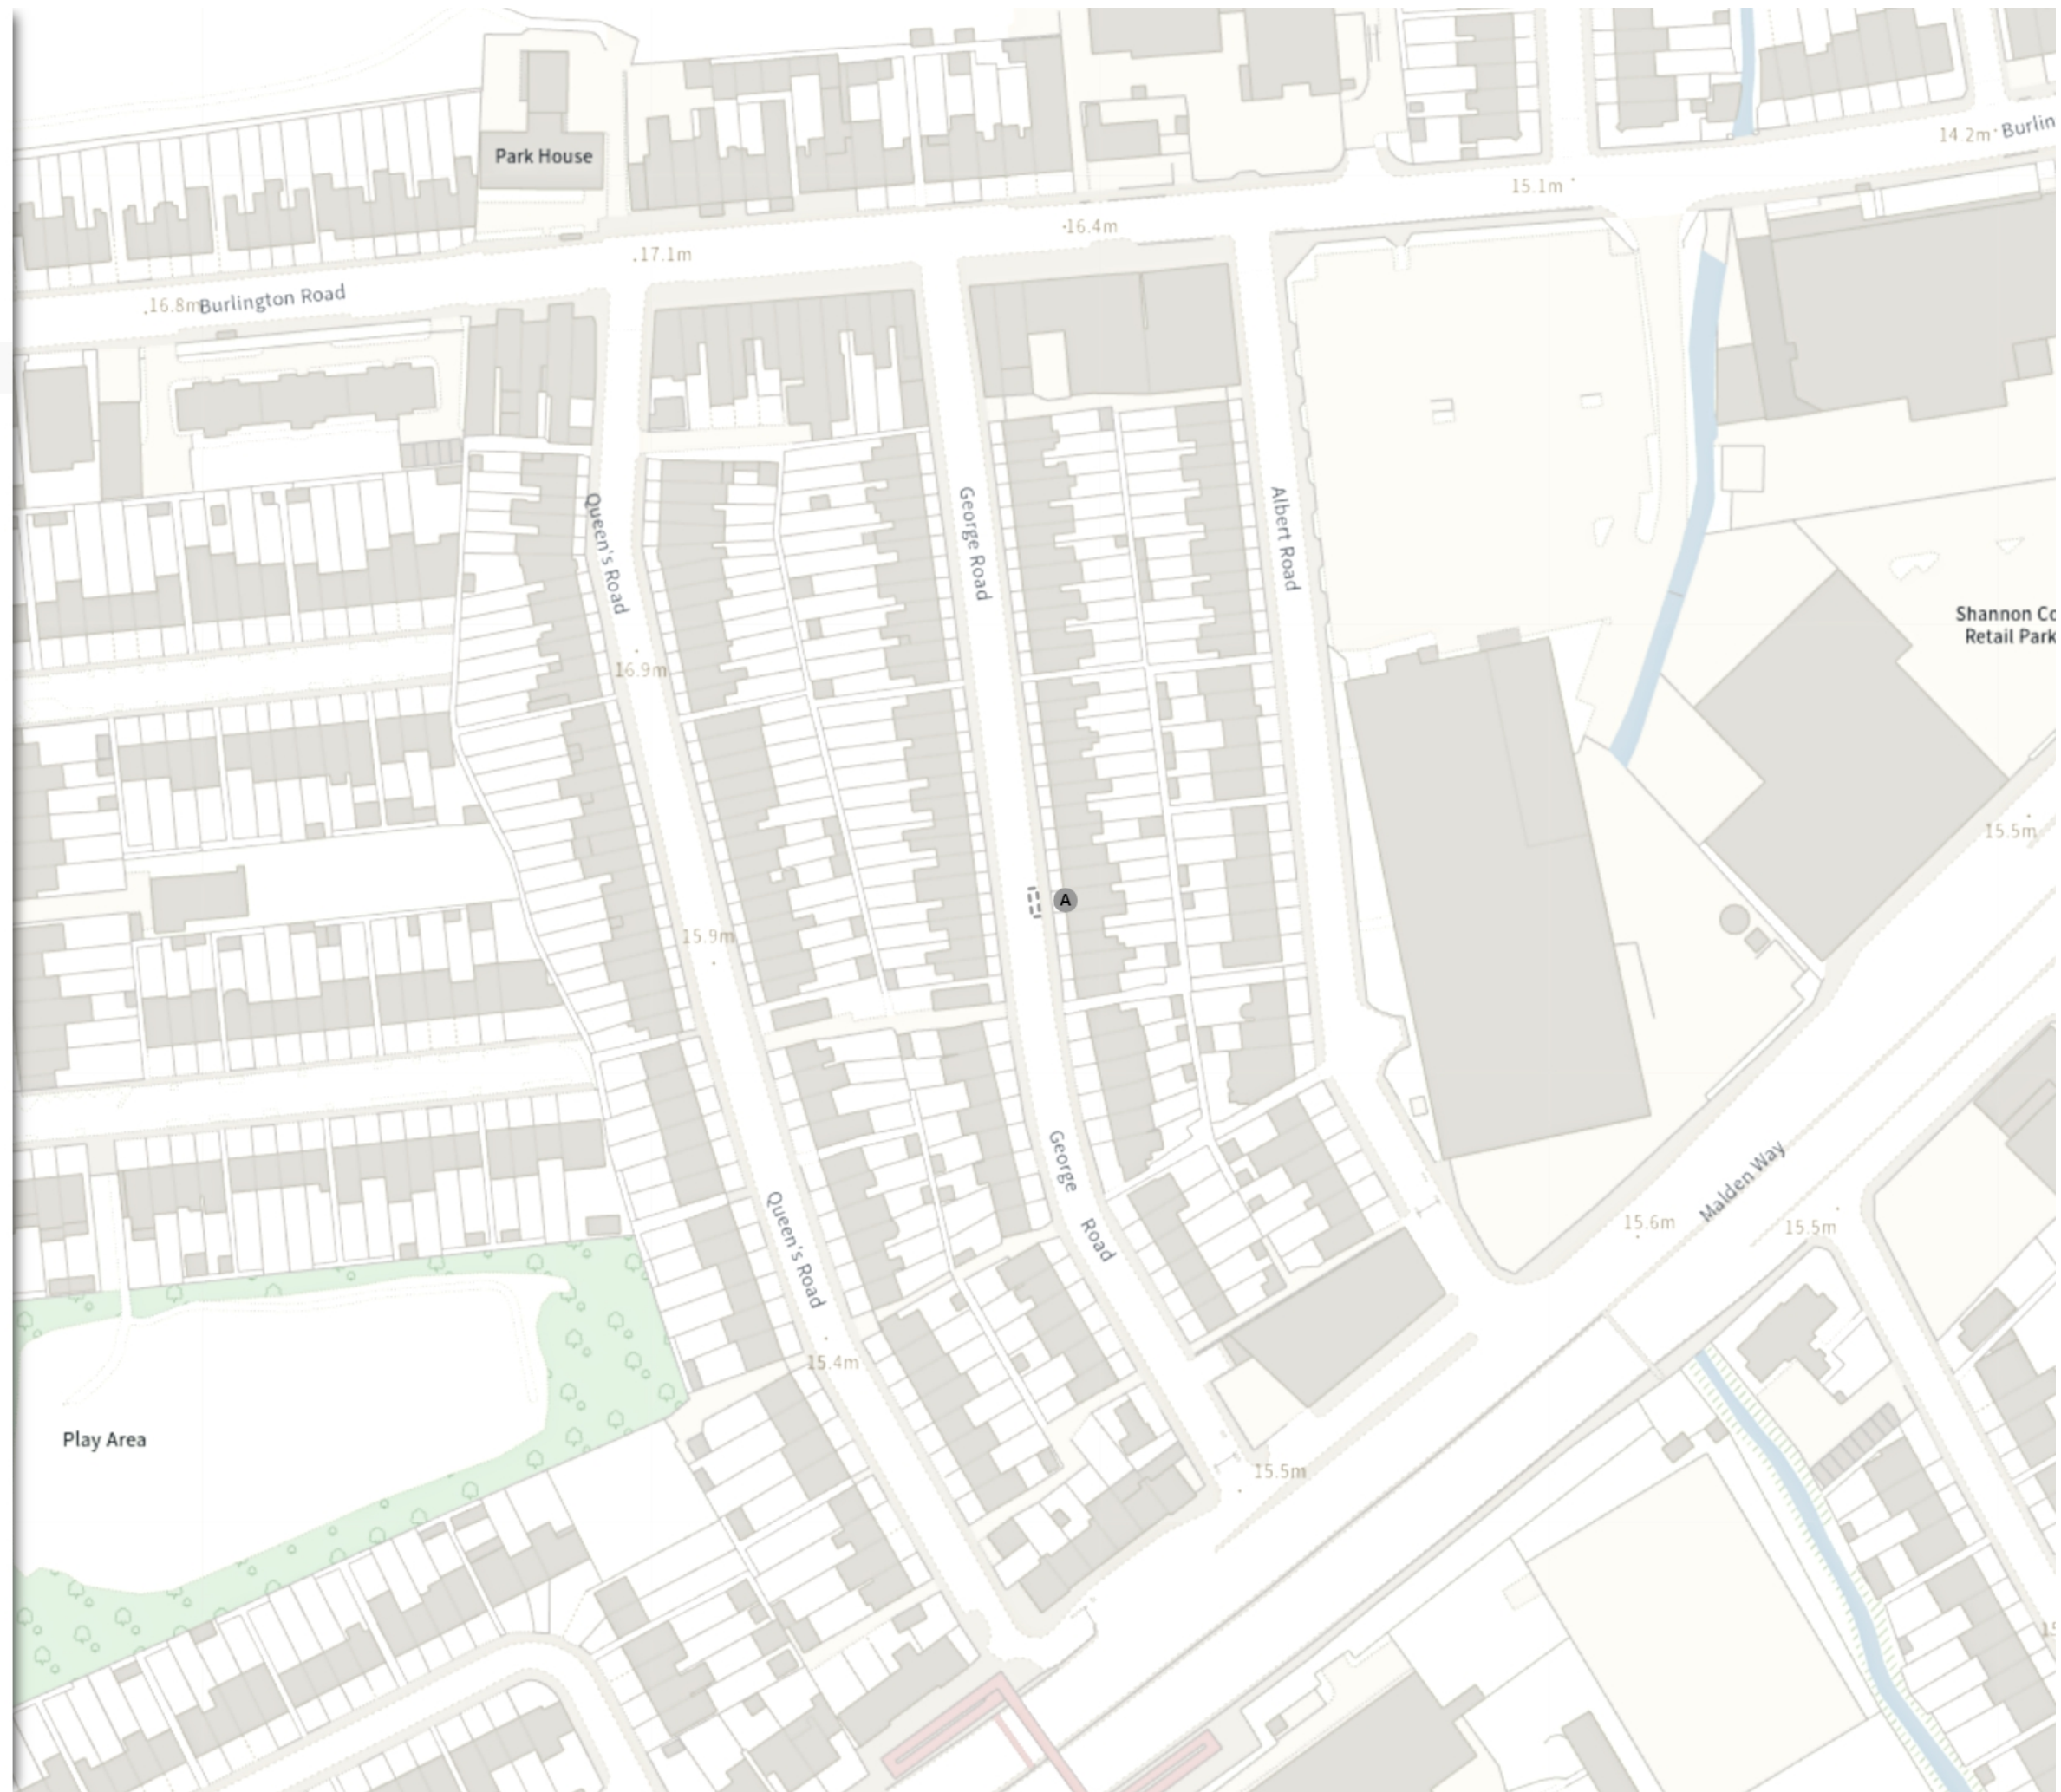 Park House
14.2m
Burlin
15.1m
16.4m
17.1m
16.8m
Burlington Road
Queen's Road
George Road
Albert Road
Shannon Co
Retail Park
16.9m
15.5m
A
15.9m
George
Road
Queen's Road
Malden Way
15.6m
15.5m
15.4m
Play Area
15.5m
15